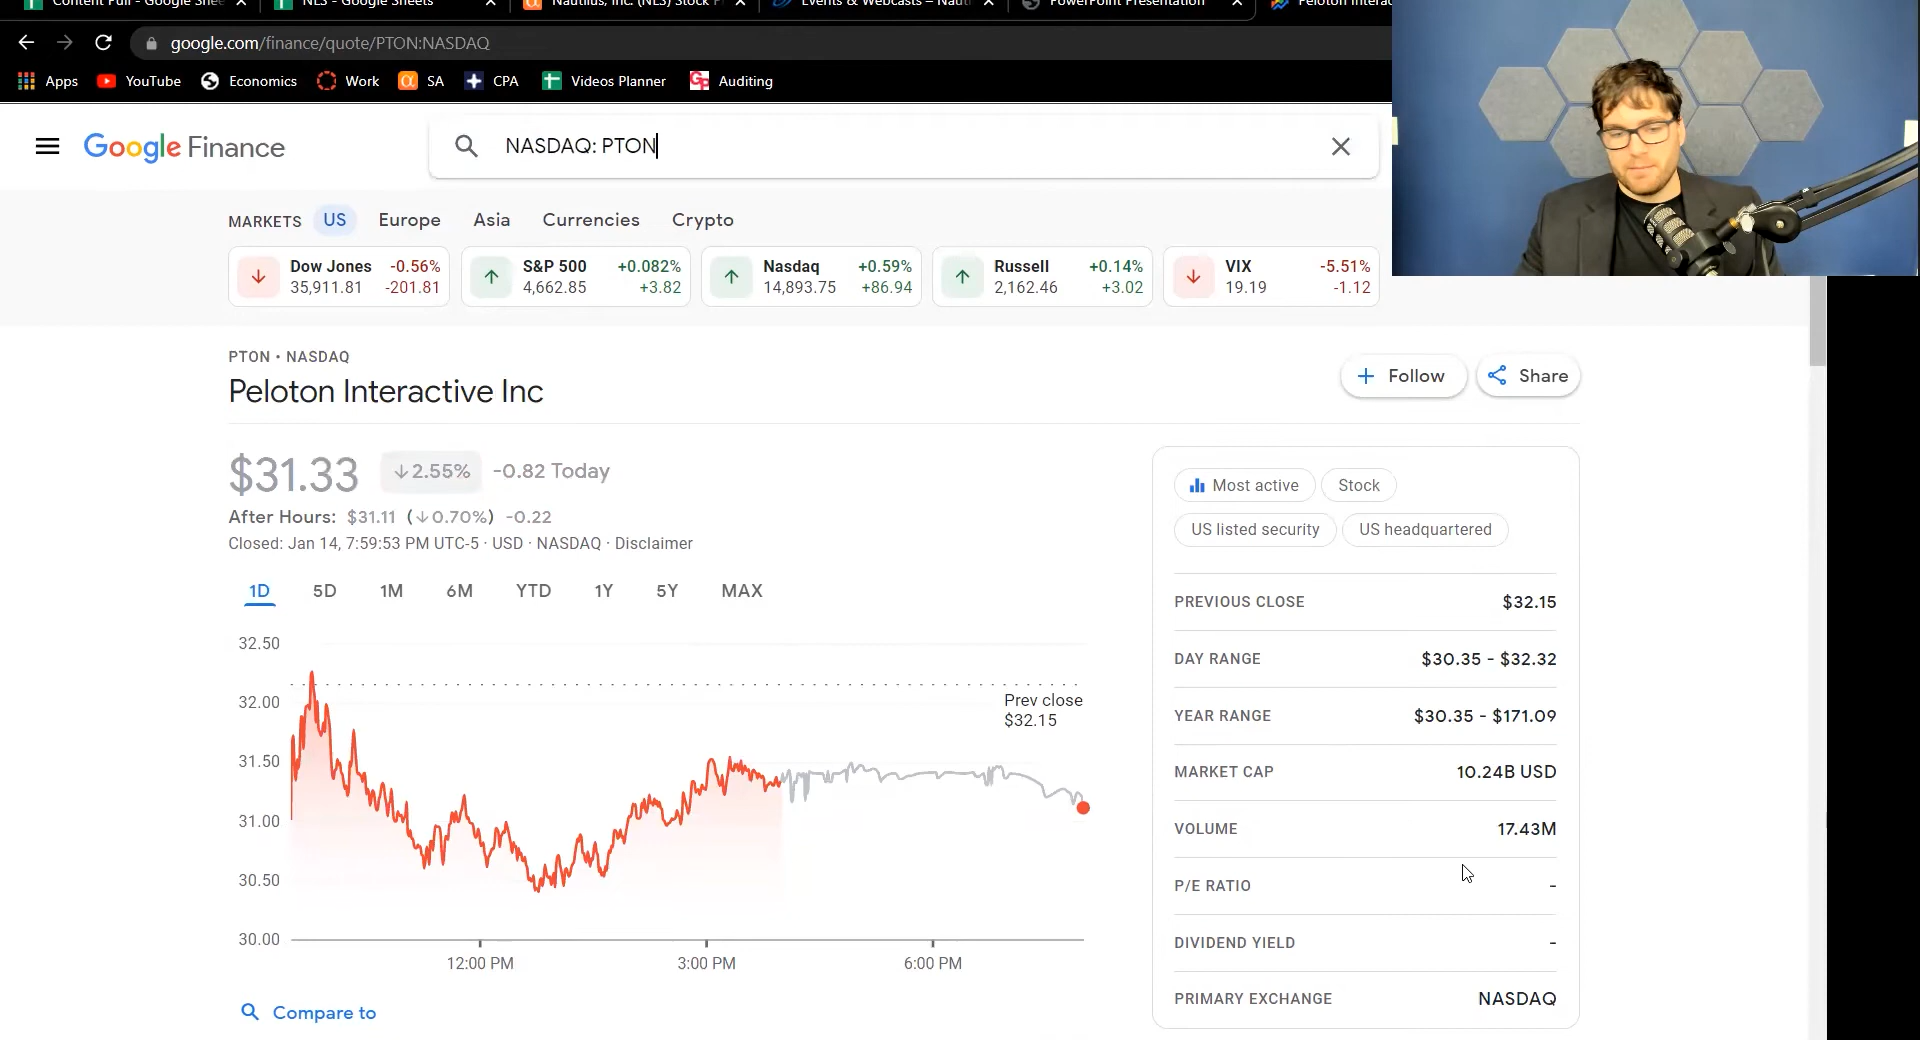 Content Full - Google Shee
NLS - Google Sheets
Nautilus, Inc. (NLS) Stock P
Events & Webcasts – Nauti
PowerPoint Presentation
Peloton Interac
google.com/finance/quote/PTON:NASDAQ
Apps YouTube Economics Work SA CPA Videos Planner Auditing
Google Finance
NASDAQ: PTON
MARKETS US Europe Asia Currencies Crypto
Dow Jones -0.56%
35,911.81 -201.81
S&P 500 +0.082%
4,662.85 +3.82
Nasdaq +0.59%
14,893.75 +86.94
Russell +0.14%
2,162.46 +3.02
VIX -5.51%
19.19 -1.12
PTON • NASDAQ
Peloton Interactive Inc
Follow
Share
$31.33 2.55% -0.82 Today
After Hours: $31.11 (↓0.70%) -0.22
Closed: Jan 14, 7:59:53 PM UTC-5 · USD · NASDAQ · Disclaimer
1D 5D 1M 6M YTD 1Y 5Y MAX
32.50
32.00
31.50
31.00
30.50
30.00
Prev close
$32.15
12:00 PM 3:00 PM 6:00 PM
Compare to
Most active
Stock
US listed security
US headquartered
PREVIOUS CLOSE $32.15
DAY RANGE $30.35 - $32.32
YEAR RANGE $30.35 - $171.09
MARKET CAP 10.24B USD
VOLUME 17.43M
P/E RATIO -
DIVIDEND YIELD -
PRIMARY EXCHANGE NASDAQ